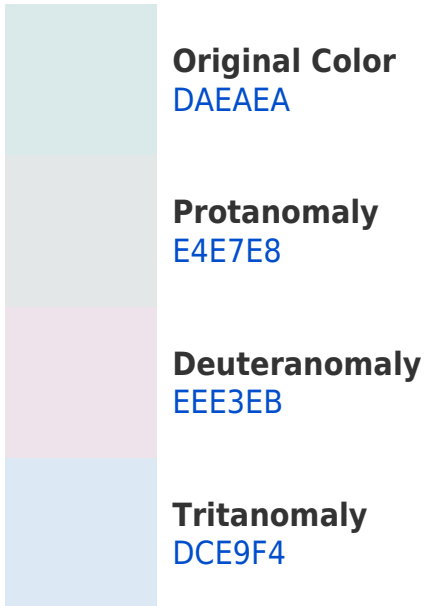 Original Color
DAEAEA
Protanomaly
E4E7E8
Deuteranomaly
EEE3EB
Tritanomaly
DCE9F4